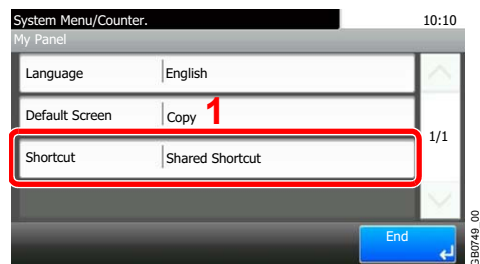 System Menu/Counter. 10:10
My Panel
Language English
Default Screen Copy 1
1/1
Shortcut Shared Shortcut
End
GB0749_00